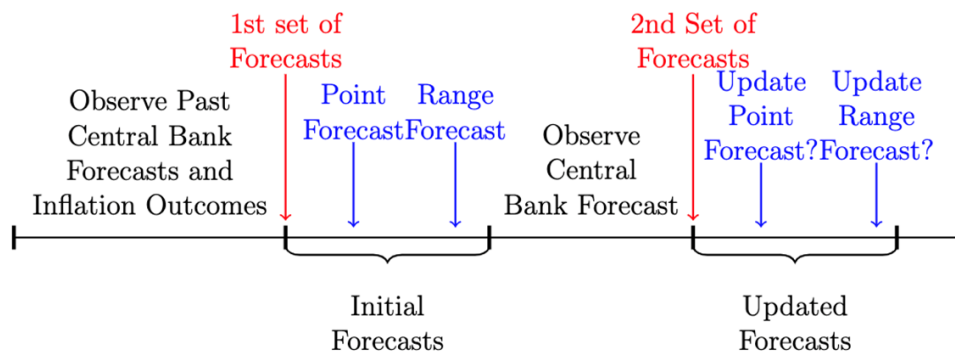 1st set of
Forecasts
2nd Set of
Forecasts
Observe Past
Central Bank
Forecasts and
Inflation Outcomes
Point
Forecast
Range
Forecast
Observe
Central
Bank Forecast
Update
Point
Forecast?
Update
Range
Forecast?
Initial
Forecasts
Updated
Forecasts